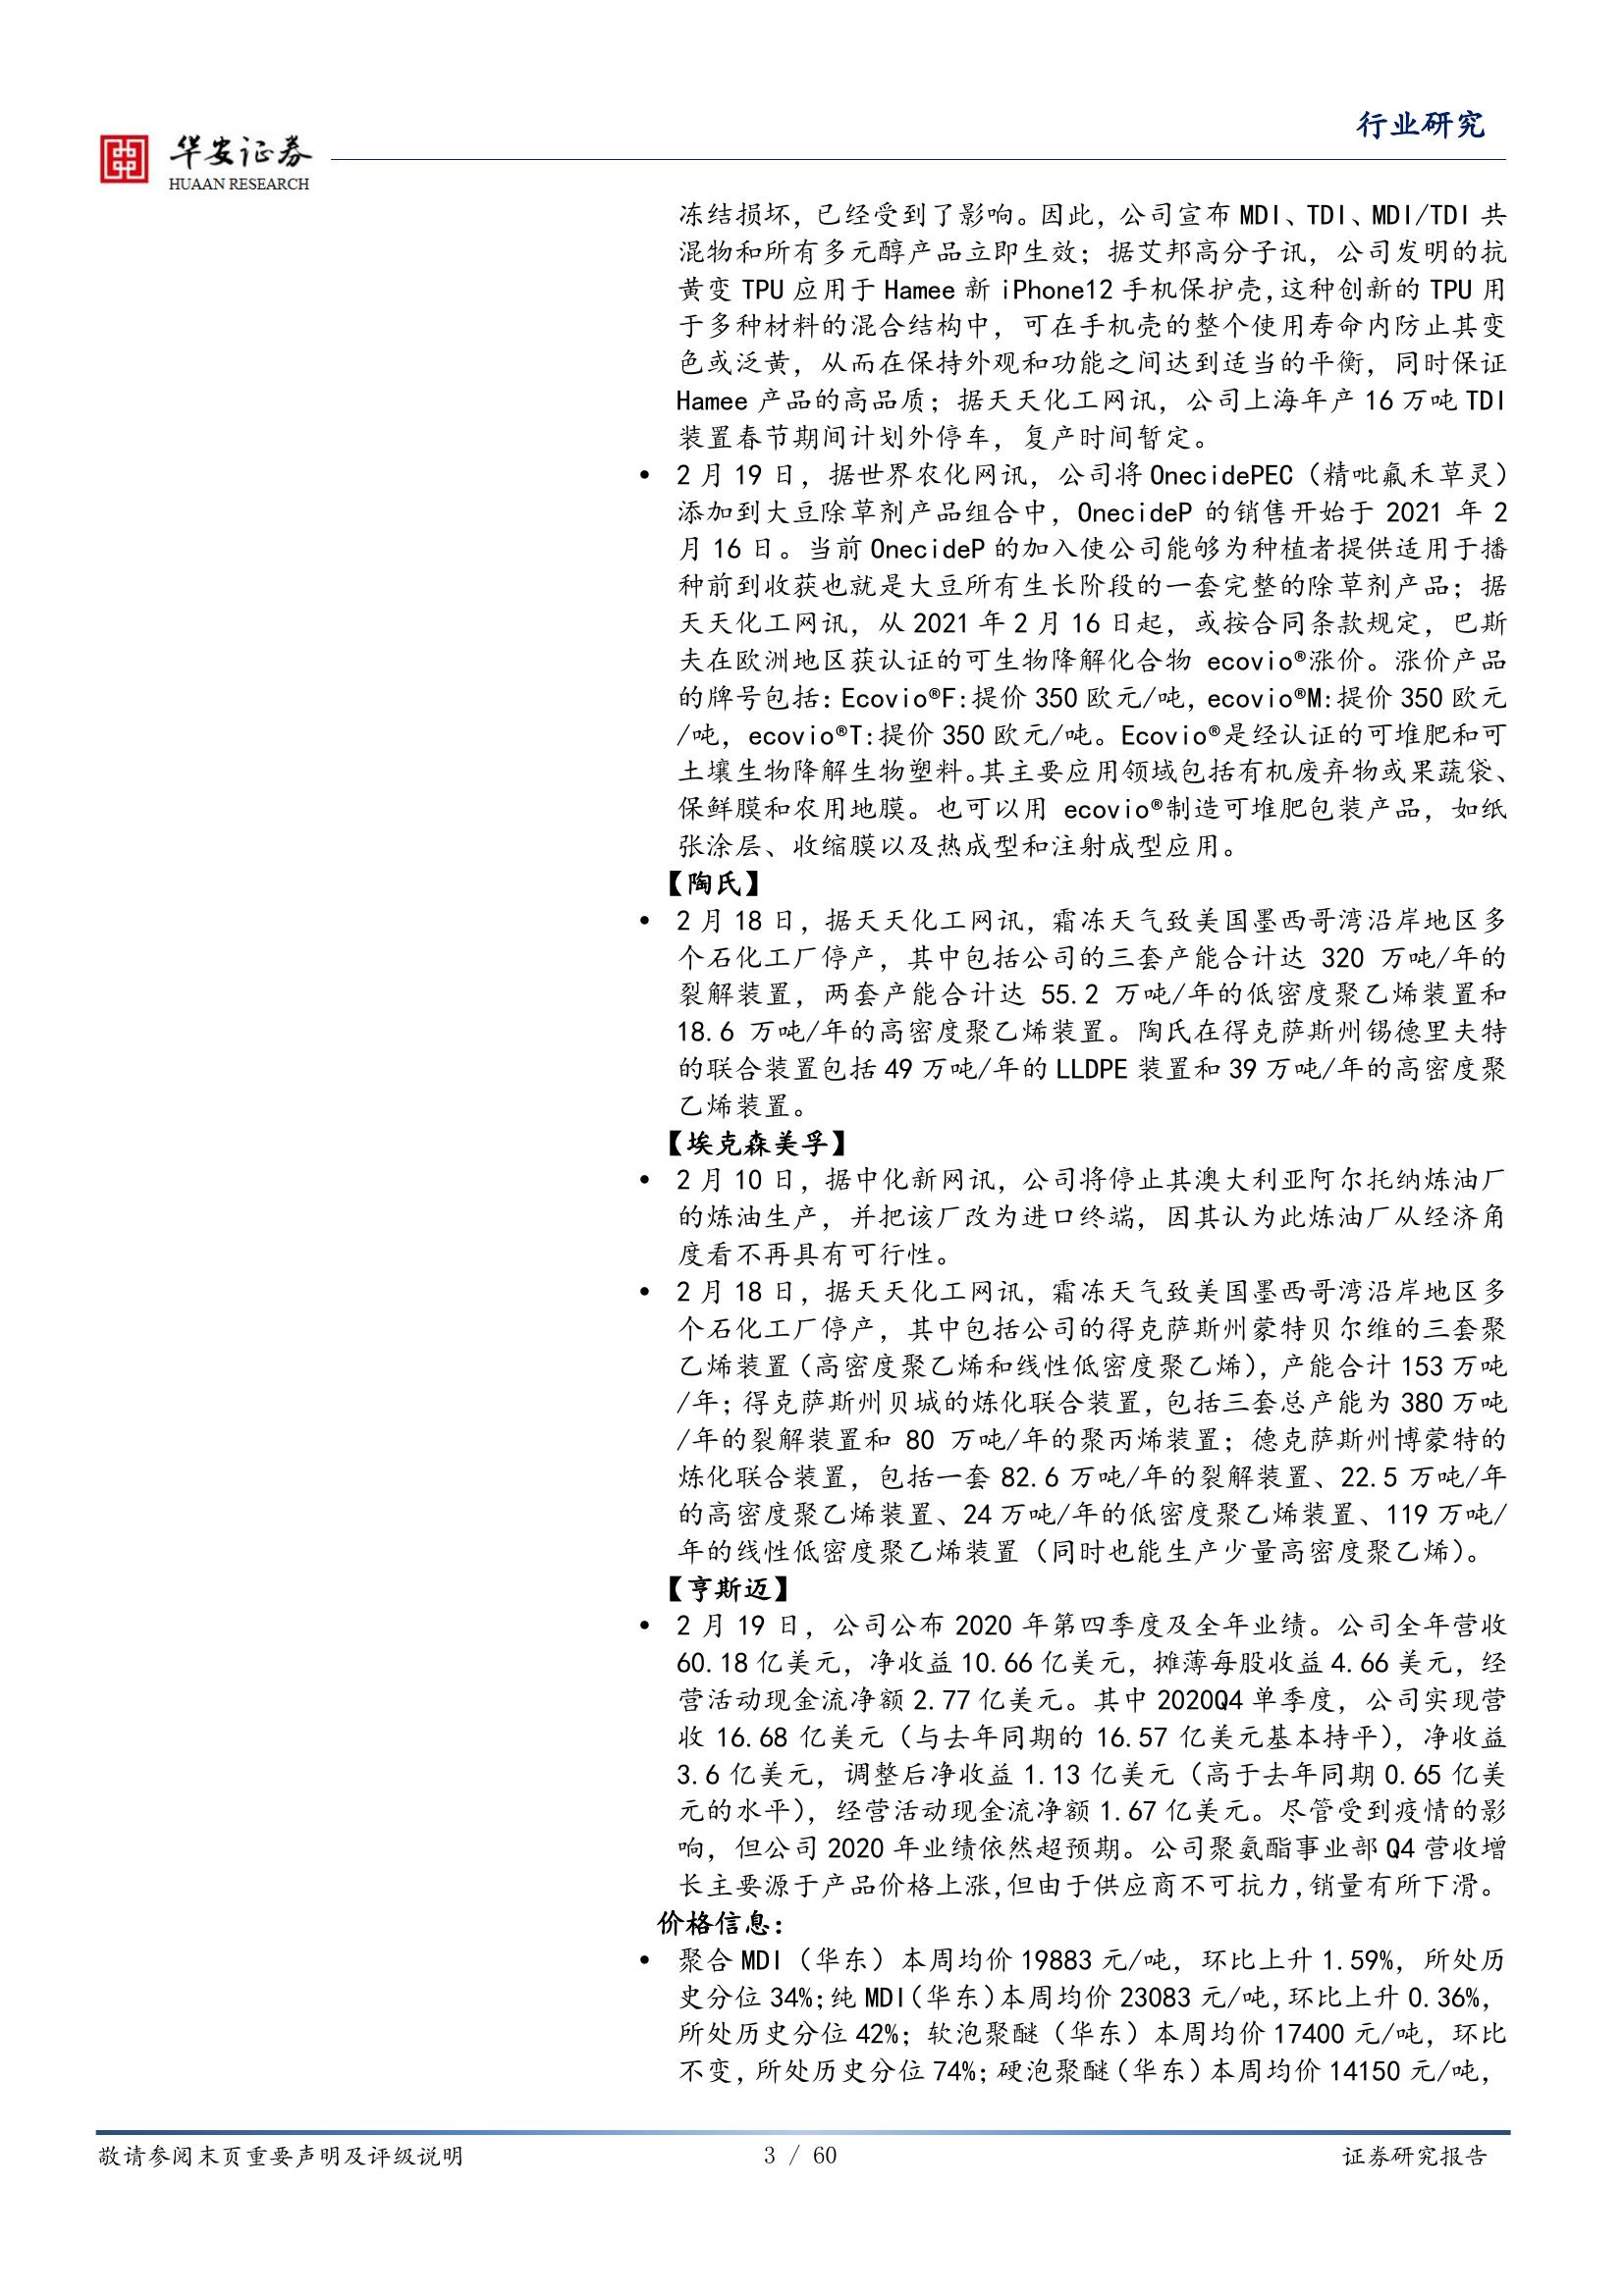 行业研究
华安证券
HUAAN RESEARCH
冻结损坏，已经受到了影响。因此，公司宣布 MDI、TDI、MDI/TDI 共
混物和所有多元醇产品立即生效；据艾邦高分子讯，公司发明的抗
黄变 TPU 应用于 Hamee 新 iPhone12 手机保护壳,这种创新的 TPU 用
于多种材料的混合结构中，可在手机壳的整个使用寿命内防止其变
色或泛黄，从而在保持外观和功能之间达到适当的平衡，同时保证
Hamee 产品的高品质；据天天化工网讯，公司上海年产 16 万吨 TDI
装置春节期间计划外停车，复产时间暂定。
• 2 月 19 日，据世界农化网讯，公司将 OnecidePEC（精吡氟禾草灵）
添加到大豆除草剂产品组合中，OnecideP 的销售开始于 2021 年 2
月 16 日。当前 OnecideP 的加入使公司能够为种植者提供适用于播
种前到收获也就是大豆所有生长阶段的一套完整的除草剂产品；据
天天化工网讯，从 2021 年 2 月 16 日起，或按合同条款规定，巴斯
夫在欧洲地区获认证的可生物降解化合物 ecovio®涨价。涨价产品
的牌号包括：Ecovio®F:提价 350 欧元/吨，ecovio®M:提价 350 欧元
/吨，ecovio®T:提价 350 欧元/吨。Ecovio®是经认证的可堆肥和可
土壤生物降解生物塑料。其主要应用领域包括有机废弃物或果蔬袋、
保鲜膜和农用地膜。也可以用 ecovio®制造可堆肥包装产品，如纸
张涂层、收缩膜以及热成型和注射成型应用。
【陶氏】
• 2 月 18 日，据天天化工网讯，霜冻天气致美国墨西哥湾沿岸地区多
个石化工厂停产，其中包括公司的三套产能合计达 320 万吨/年的
裂解装置，两套产能合计达 55.2 万吨/年的低密度聚乙烯装置和
18.6 万吨/年的高密度聚乙烯装置。陶氏在得克萨斯州锡德里夫特
的联合装置包括 49 万吨/年的 LLDPE 装置和 39 万吨/年的高密度聚
乙烯装置。
【埃克森美孚】
• 2 月 10 日，据中化新网讯，公司将停止其澳大利亚阿尔托纳炼油厂
的炼油生产，并把该厂改为进口终端，因其认为此炼油厂从经济角
度看不再具有可行性。
• 2 月 18 日，据天天化工网讯，霜冻天气致美国墨西哥湾沿岸地区多
个石化工厂停产，其中包括公司的得克萨斯州蒙特贝尔维的三套聚
乙烯装置（高密度聚乙烯和线性低密度聚乙烯），产能合计 153 万吨
/年；得克萨斯州贝城的炼化联合装置，包括三套总产能为 380 万吨
/年的裂解装置和 80 万吨/年的聚丙烯装置；德克萨斯州博蒙特的
炼化联合装置，包括一套 82.6 万吨/年的裂解装置、22.5 万吨/年
的高密度聚乙烯装置、24 万吨/年的低密度聚乙烯装置、119 万吨/
年的线性低密度聚乙烯装置（同时也能生产少量高密度聚乙烯）。
【亨斯迈】
• 2 月 19 日，公司公布 2020 年第四季度及全年业绩。公司全年营收
60.18 亿美元，净收益 10.66 亿美元，摊薄每股收益 4.66 美元，经
营活动现金流净额 2.77 亿美元。其中 2020Q4 单季度，公司实现营
收 16.68 亿美元（与去年同期的 16.57 亿美元基本持平），净收益
3.6 亿美元，调整后净收益 1.13 亿美元（高于去年同期 0.65 亿美
元的水平），经营活动现金流净额 1.67 亿美元。尽管受到疫情的影
响，但公司 2020 年业绩依然超预期。公司聚氨酯事业部 Q4 营收增
长主要源于产品价格上涨,但由于供应商不可抗力,销量有所下滑。
价格信息：
• 聚合 MDI（华东）本周均价 19883 元/吨，环比上升 1.59%，所处历
史分位 34%;纯 MDI（华东）本周均价 23083 元/吨,环比上升 0.36%，
所处历史分位 42%；软泡聚醚（华东）本周均价 17400 元/吨，环比
不变，所处历史分位 74%；硬泡聚醚（华东）本周均价 14150 元/吨，
敬请参阅末页重要声明及评级说明
3 / 60
证券研究报告